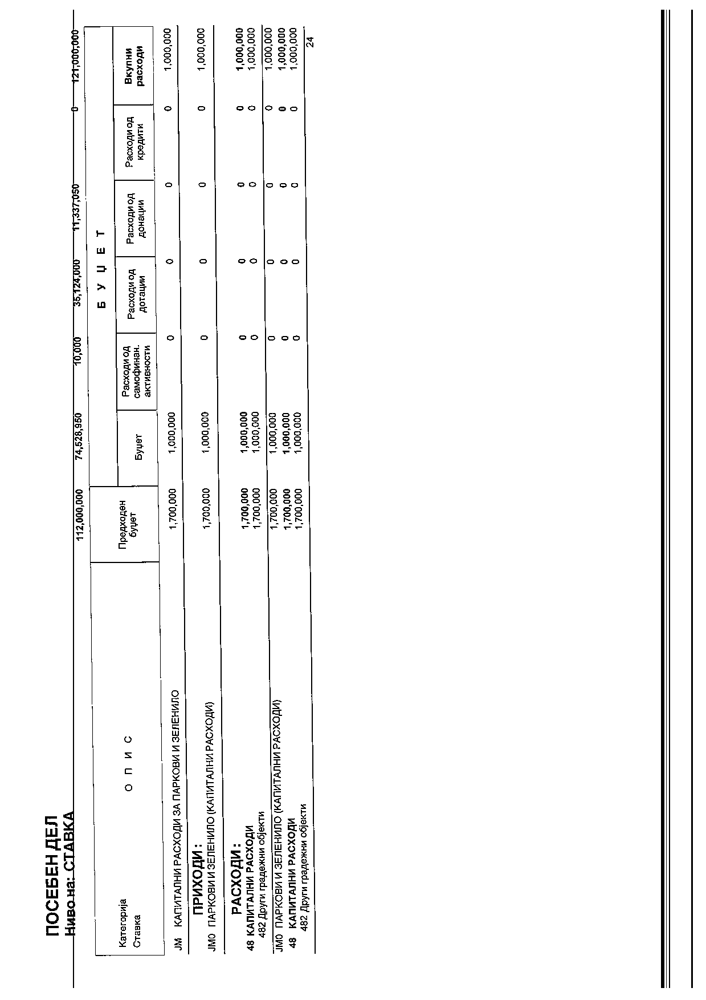 ПОСЕБЕН ДЕЛ
Ниво на: СТАВКА
112,000,000 74,528,950 10,000 35,124,000 11,337,050 0 121,000,000
Категорија
Ставка
О П И С
Предходен
буџет
Б У Џ Е Т
Буџет
Расходи од
самофинан.
активности
Расходи од
дотации
Расходи од
донации
Расходи од
кредити
Вкупни
расходи
JM КАПИТАЛНИ РАСХОДИ ЗА ПАРКОВИ И ЗЕЛЕНИЛО 1,700,000 1,000,000 0 0 0 0 1,000,000
ПРИХОДИ :
JM0 ПАРКОВИ И ЗЕЛЕНИЛО (КАПИТАЛНИ РАСХОДИ) 1,700,000 1,000,000 0 0 0 0 1,000,000
РАСХОДИ :
48 КАПИТАЛНИ РАСХОДИ 1,700,000 1,000,000 0 0 0 0 1,000,000
482 Други градежни објекти 1,700,000 1,000,000 0 0 0 0 1,000,000
JM0 ПАРКОВИ И ЗЕЛЕНИЛО (КАПИТАЛНИ РАСХОДИ) 1,700,000 1,000,000 0 0 0 0 1,000,000
48 КАПИТАЛНИ РАСХОДИ 1,700,000 1,000,000 0 0 0 0 1,000,000
482 Други градежни објекти 1,700,000 1,000,000 0 0 0 0 1,000,000
24